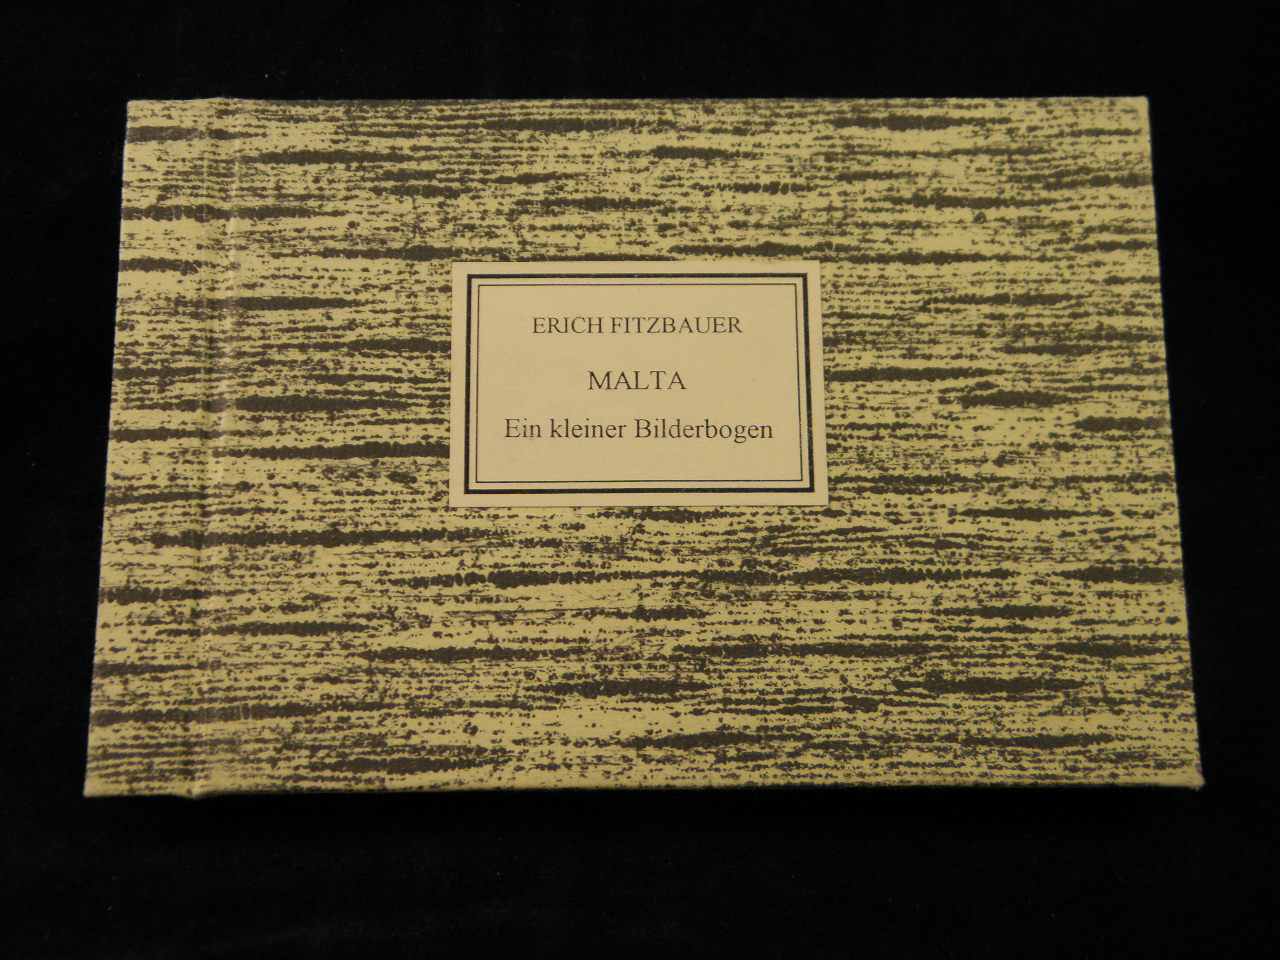 ERICH FITZBAUER
MALTA
Ein kleiner Bilderbogen